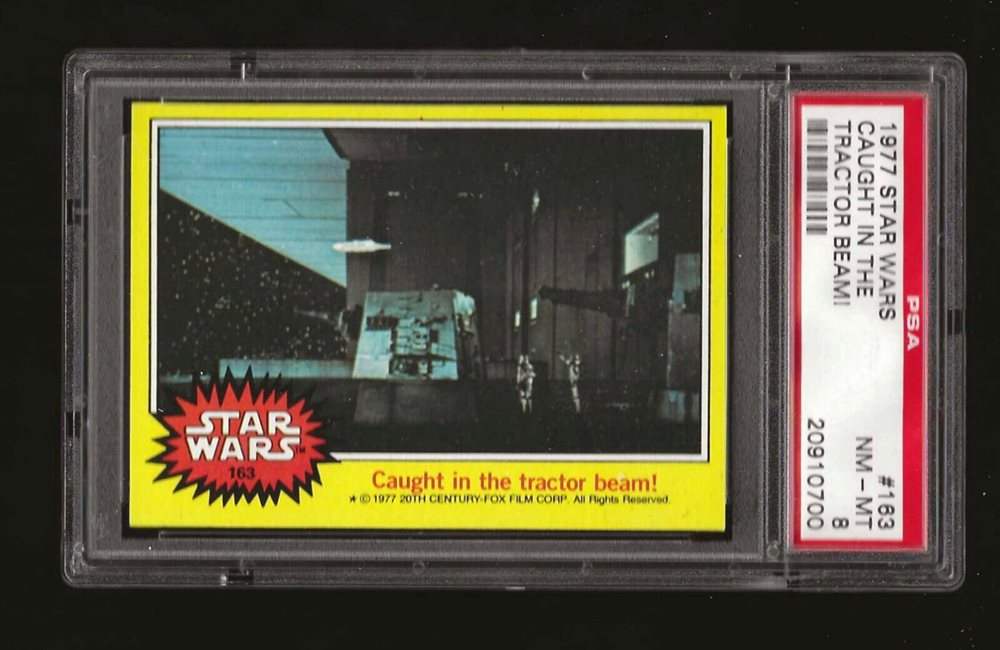 STAR
WARS™
163
Caught in the tractor beam!
★ © 1977 20TH CENTURY-FOX FILM CORP. All Rights Reserved.
PSA
1977 STAR WARS #163
CAUGHT IN THE NM - MT
TRACTOR BEAM! 8
20910700